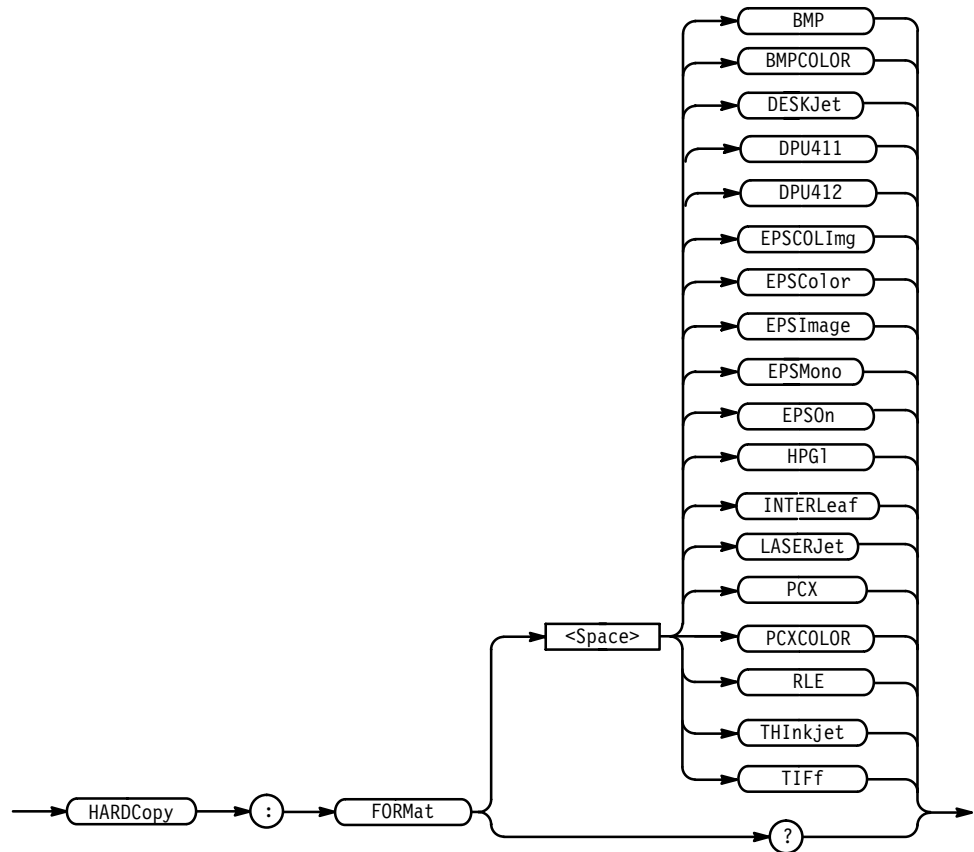 BMP
BMPCOLOR
DESKJet
DPU411
DPU412
EPSCOLImg
EPSColor
EPSImage
EPSMono
EPSOn
HPGl
INTERLeaf
LASERJet
PCX
<Space>
PCXCOLOR
RLE
THInkjet
TIFf
HARDCopy : FORMat
?